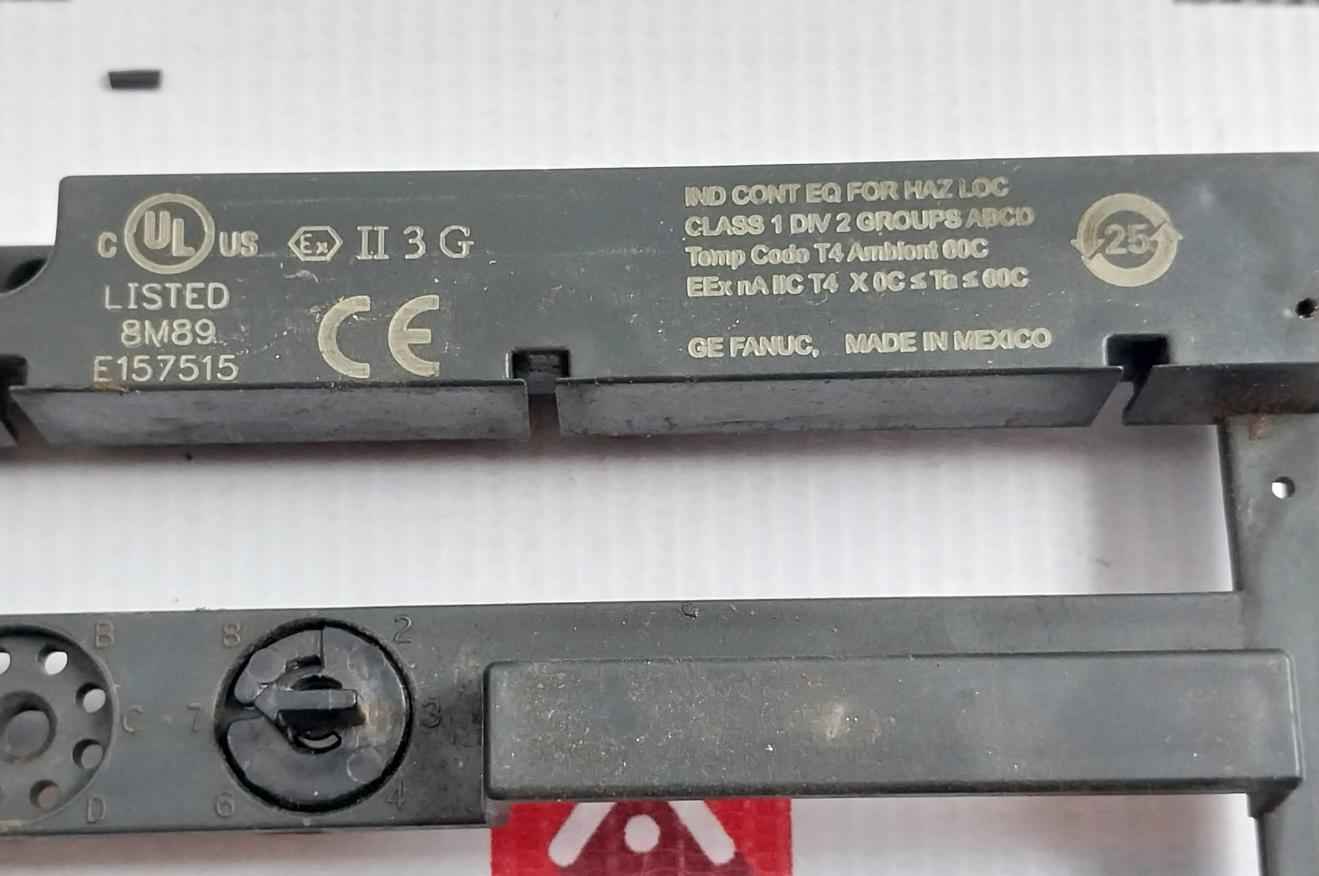 C UL US
LISTED
8M89
E157515
Ex II 3 G
CE
IND CONT EQ FOR HAZ LOC
CLASS 1 DIV 2 GROUPS ABCD
Temp Code T4 Ambient 60C
EEx nA IIC T4 X 0C ≤ Ta ≤ 60C
GE FANUC, MADE IN MEXICO
25
B
C
D
8
2
7
3
6
4